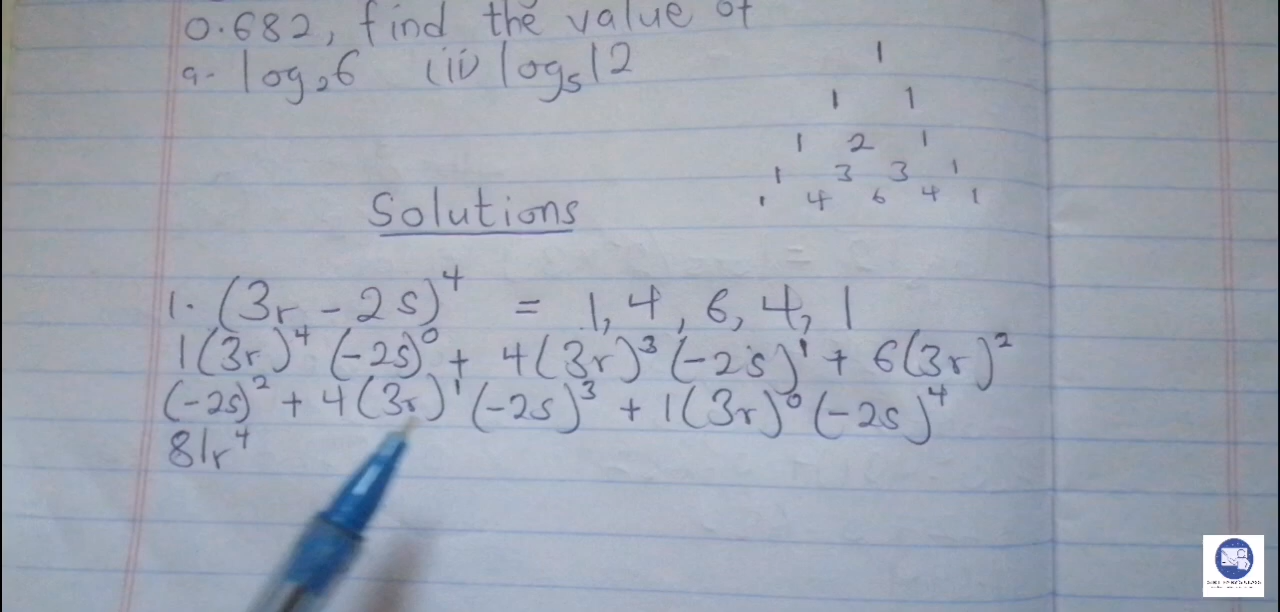 0.682, find the value of
a. log₂6 (ii) log₅12
1
1 1
1 2 1
1 3 3 1
1 4 6 4 1
Solutions
1. (3r - 2s)⁴ = 1, 4, 6, 4, 1
1(3r)⁴(-2s)⁰ + 4(3r)³(-2s)¹ + 6(3r)²
(-2s)² + 4(3r)¹(-2s)³ + 1(3r)⁰(-2s)⁴
81r⁴